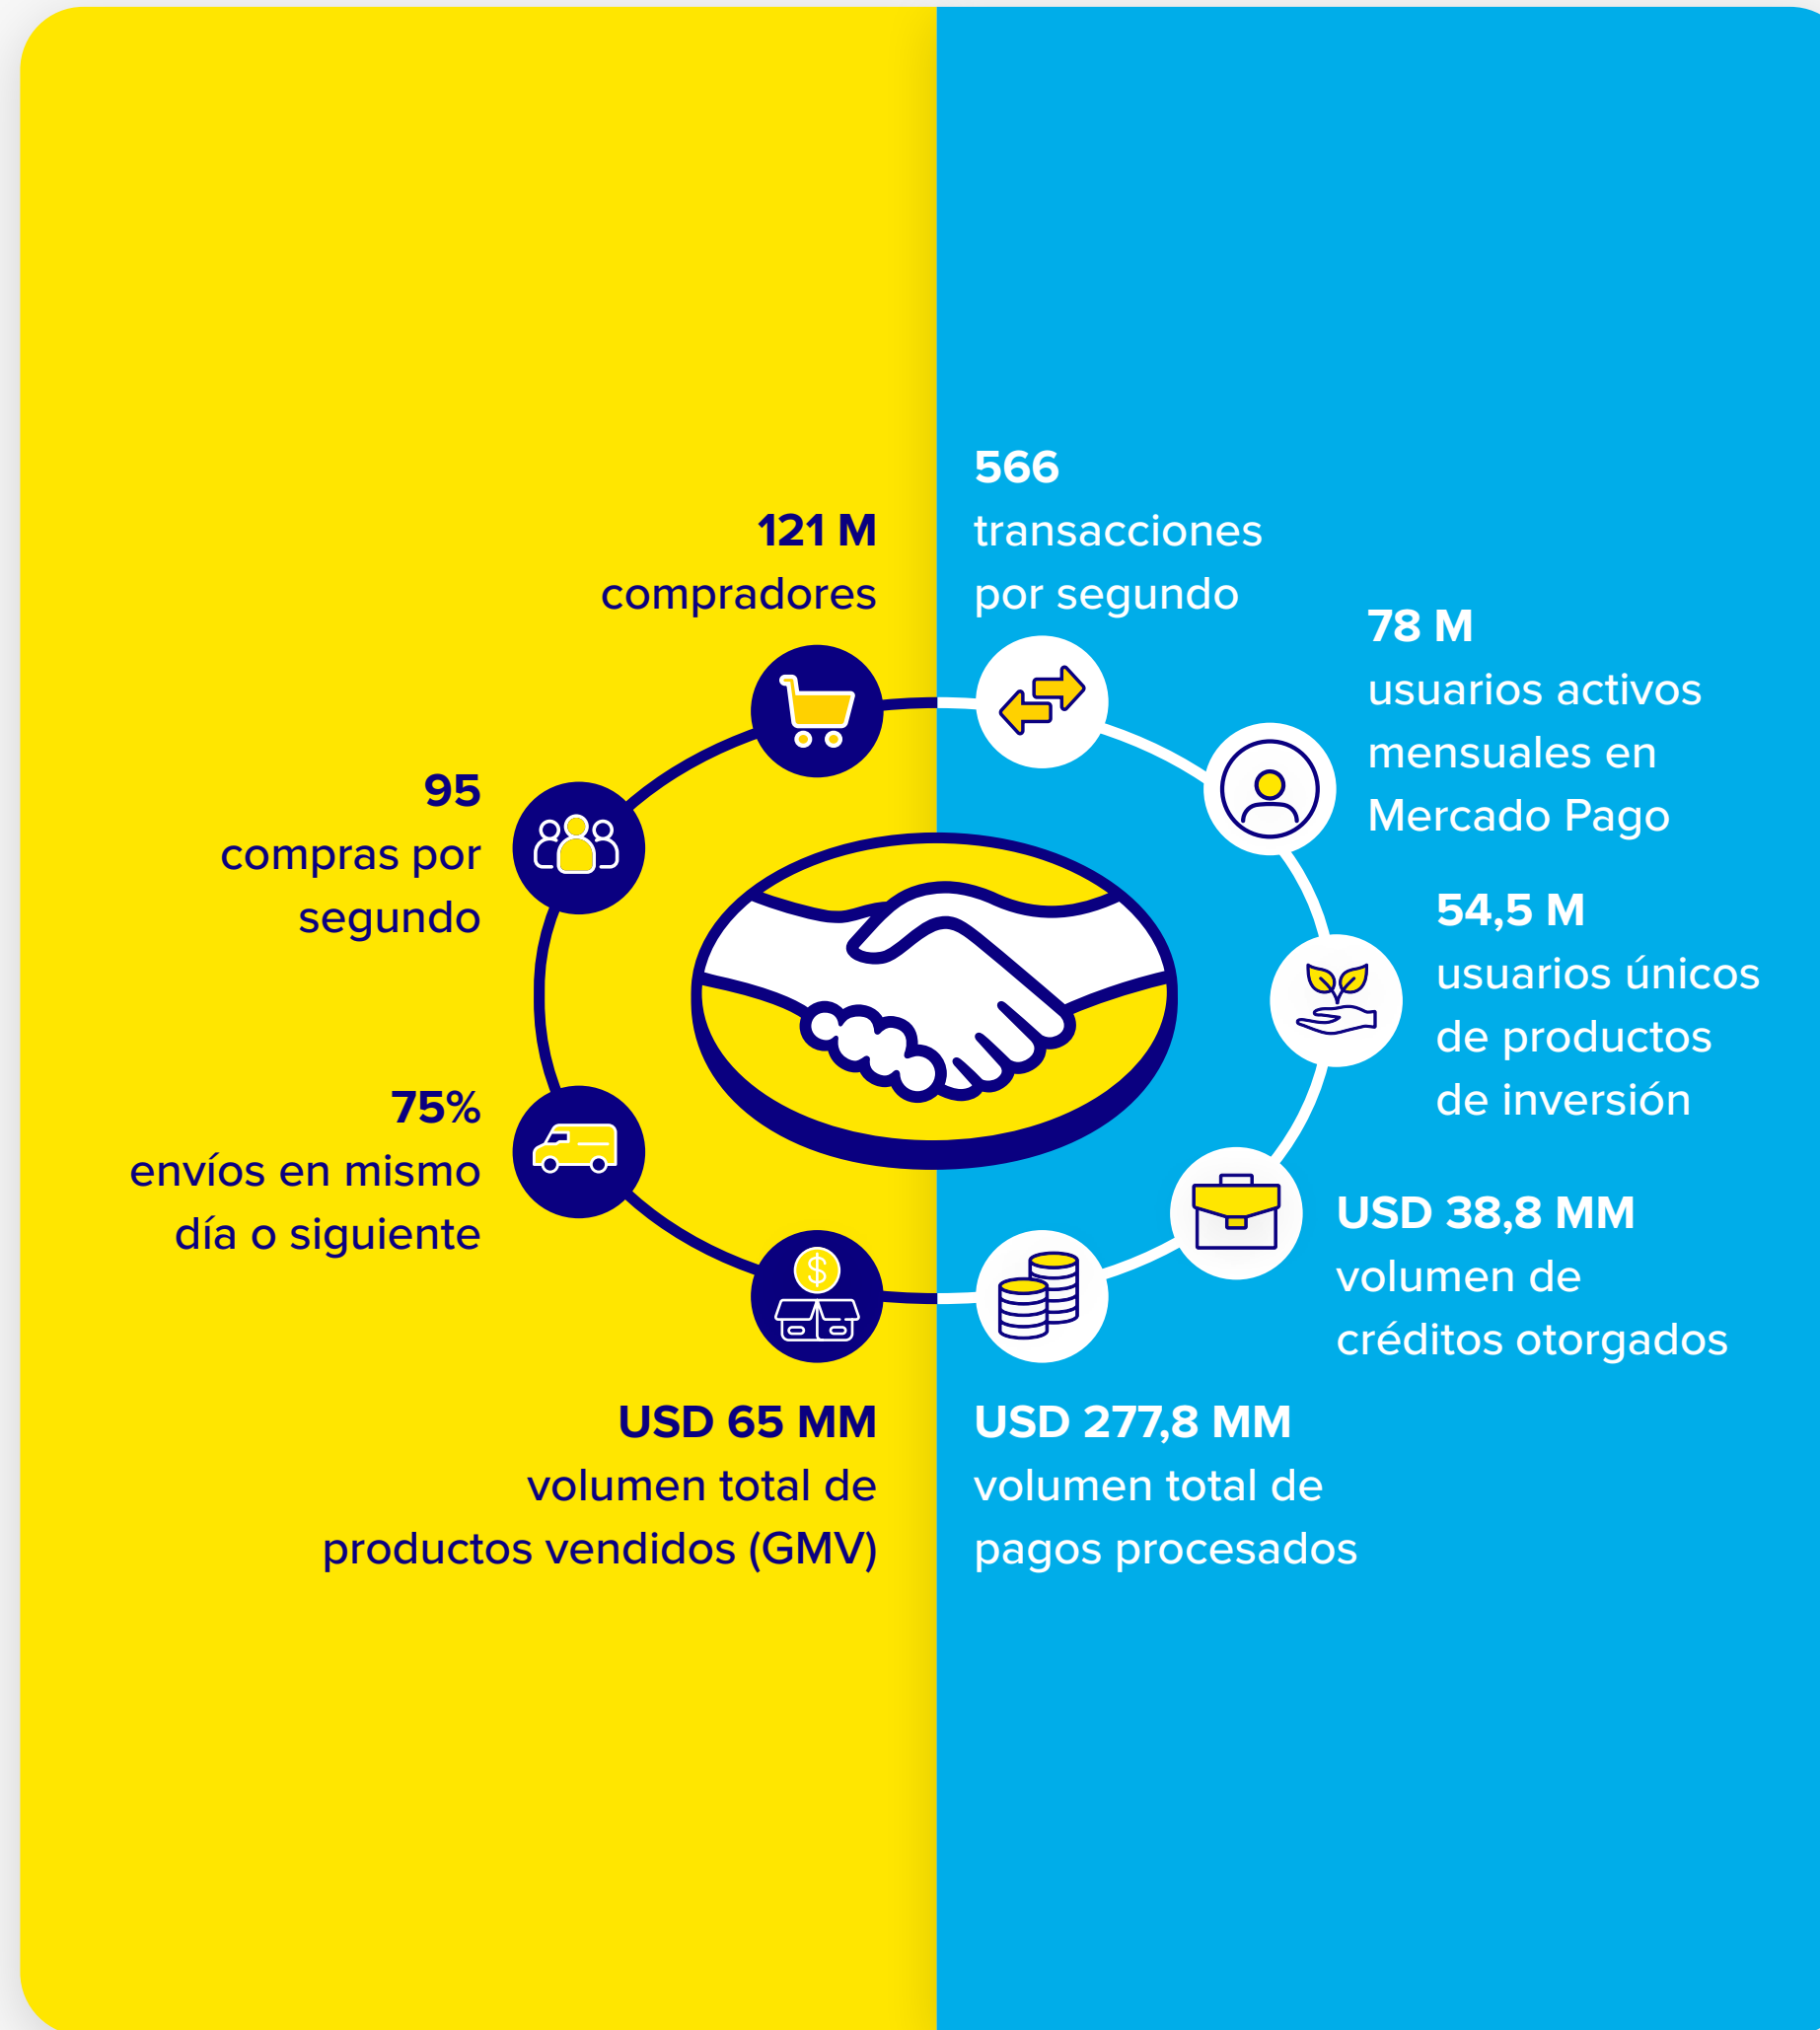 121 M
compradores
95
compras por
segundo
75%
envíos en mismo
día o siguiente
USD 65 MM
volumen total de
productos vendidos (GMV)
566
transacciones
por segundo
78 M
usuarios activos
mensuales en
Mercado Pago
54,5 M
usuarios únicos
de productos
de inversión
USD 38,8 MM
volumen de
créditos otorgados
USD 277,8 MM
volumen total de
pagos procesados
$